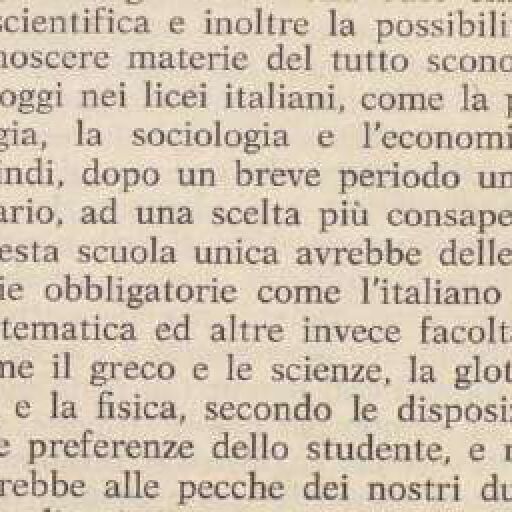 scientifica e inoltre la possibili
noscere materie del tutto scono
oggi nei licei italiani, come la p
gia, la sociologia e l'economi
indi, dopo un breve periodo un
ario, ad una scelta più consape
esta scuola unica avrebbe delle
ie obbligatorie come l'italiano
tematica ed altre invece facolt
me il greco e le scienze, la glot
e la fisica, secondo le disposi
e preferenze dello studente, e
rebbe alle pecche dei nostri du